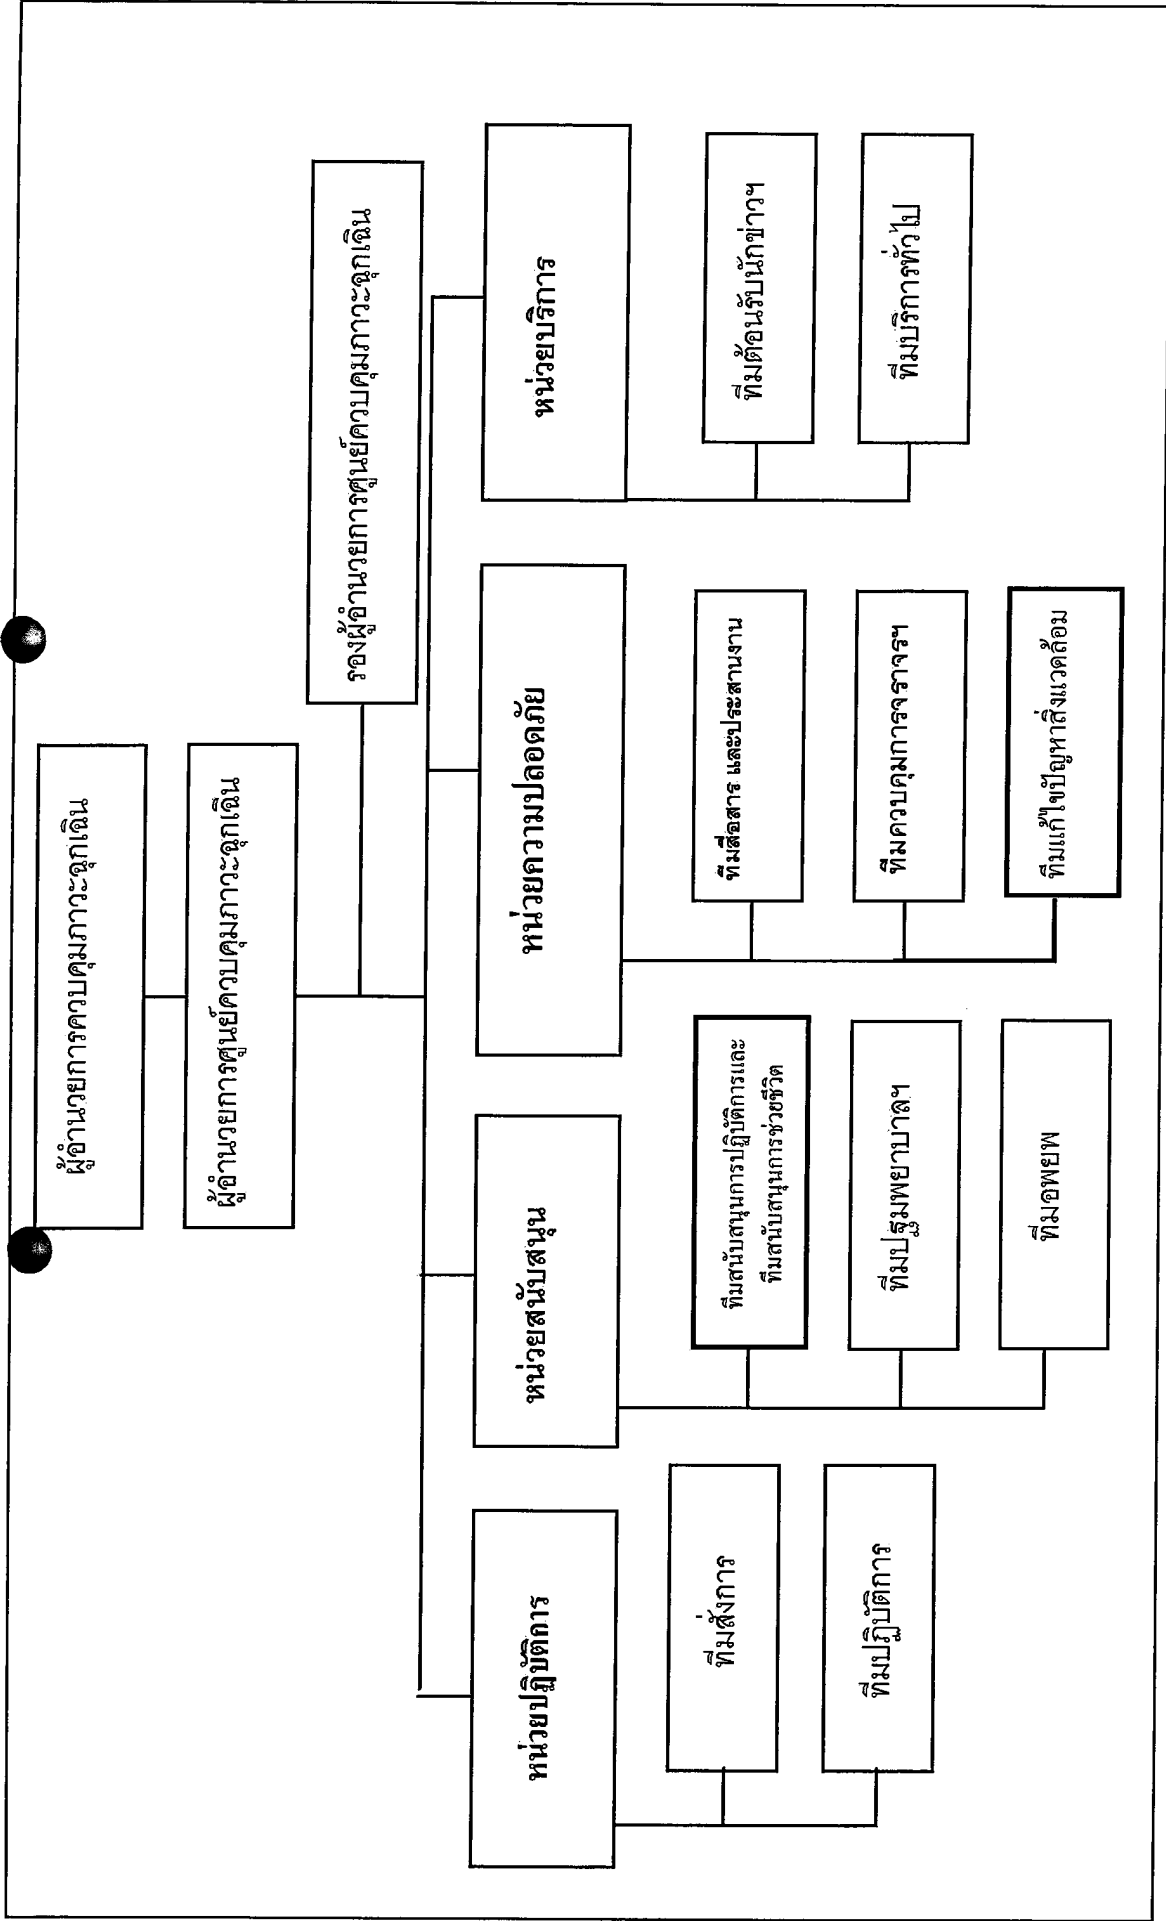 ผู้อำนวยการควบคุมภาวะฉุกเฉิน
ผู้อำนวยการศูนย์ควบคุมภาวะฉุกเฉิน
รองผู้อำนวยการศูนย์ควบคุมภาวะฉุกเฉิน
หน่วยปฏิบัติการ
ทีมสั่งการ
ทีมปฏิบัติการ
หน่วยสนับสนุน
ทีมสนับสนุนการปฏิบัติการและ
ทีมสนับสนุนการช่วยชีวิต
ทีมปฐมพยาบาลฯ
ทีมอพยพ
หน่วยความปลอดภัย
ทีมสื่อสาร และประสานงาน
ทีมควบคุมการจราจรฯ
ทีมแก้ไขปัญหาสิ่งแวดล้อม
หน่วยบริการ
ทีมต้อนรับนักข่าวฯ
ทีมบริการทั่วไป